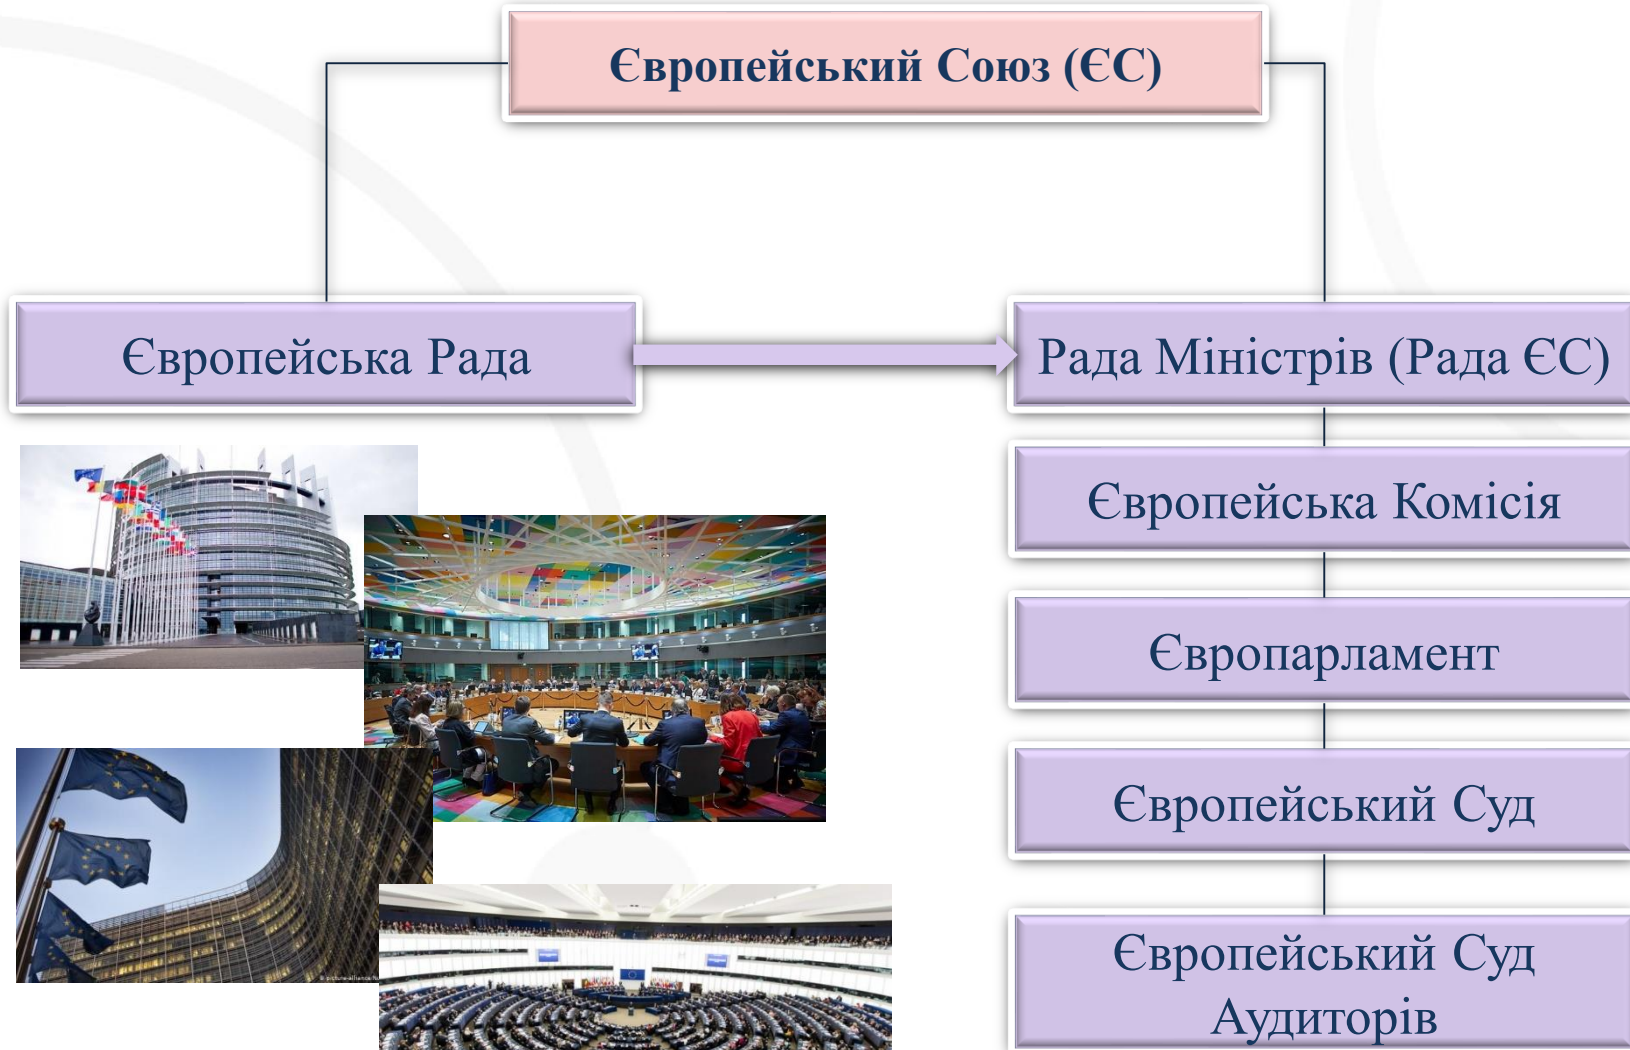 Європейський Союз (ЄС)
Європейська Рада
Рада Міністрів (Рада ЄС)
Європейська Комісія
Європарламент
Європейський Суд
Європейський Суд
Аудиторів